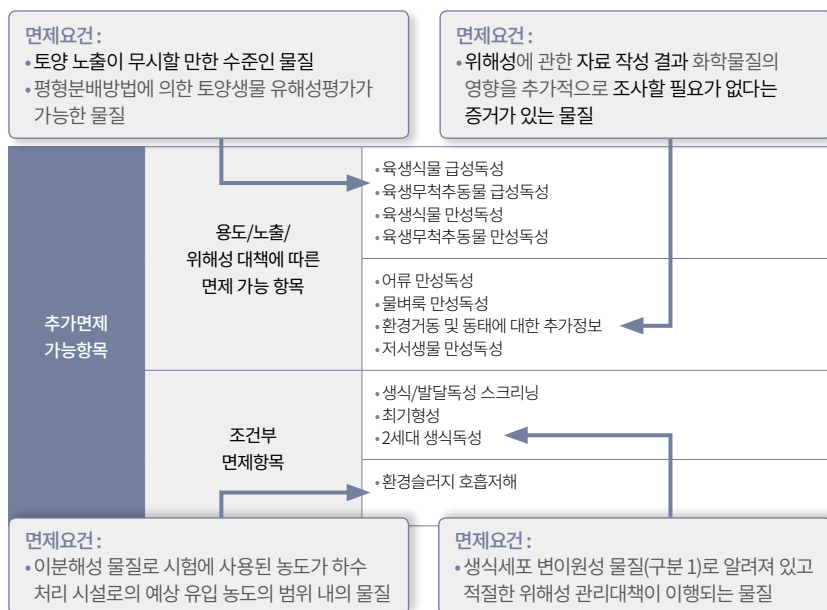 면제요건 :
• 토양 노출이 무시할 만한 수준인 물질
• 평형분배방법에 의한 토양생물 유해성평가가
가능한 물질
면제요건 :
• 위해성에 관한 자료 작성 결과 화학물질의
영향을 추가적으로 조사할 필요가 없다는
증거가 있는 물질
추가면제
가능항목
용도/노출/
위해성 대책에 따른
면제 가능 항목
• 육생식물 급성독성
• 육생무척추동물 급성독성
• 육생식물 만성독성
• 육생무척추동물 만성독성
• 어류 만성독성
• 물벼룩 만성독성
• 환경거동 및 동태에 대한 추가정보
• 저서생물 만성독성
조건부
면제항목
• 생식/발달독성 스크리닝
• 최기형성
• 2세대 생식독성
• 환경슬러지 호흡저해
면제요건 :
• 이분해성 물질로 시험에 사용된 농도가 하수
처리 시설로의 예상 유입 농도의 범위 내의 물질
면제요건 :
• 생식세포 변이원성 물질(구분 1)로 알려져 있고
적절한 위해성 관리대책이 이행되는 물질